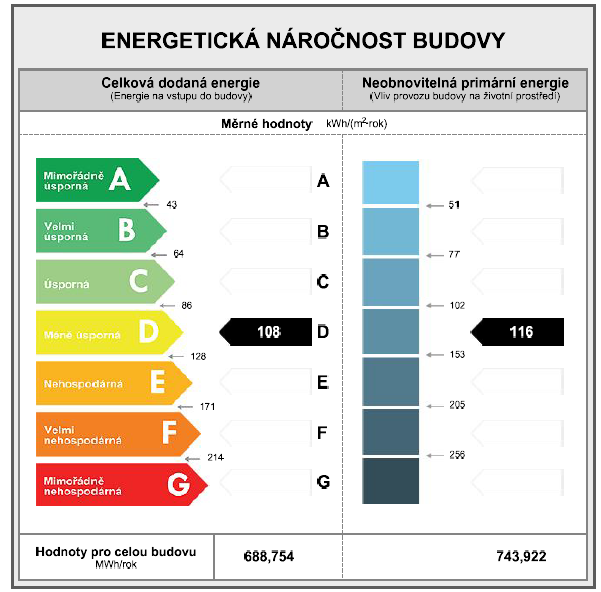 ENERGETICKÁ NÁROČNOST BUDOVY
Celková dodaná energie
(Energie na vstupu do budovy)
Neobnovitelná primární energie
(Vliv provozu budovy na životní prostředí)
Měrné hodnoty kWh/(m²·rok)
Mimořádně
úsporná
A
A
43
51
Velmi
úsporná
B
B
64
77
Úsporná
C
C
86
102
Méně úsporná
D
108
D
116
128
153
Nehospodárná
E
E
171
205
Velmi
nehospodárná
F
F
214
256
Mimořádně
nehospodárná
G
G
Hodnoty pro celou budovu
MWh/rok
688,754
743,922